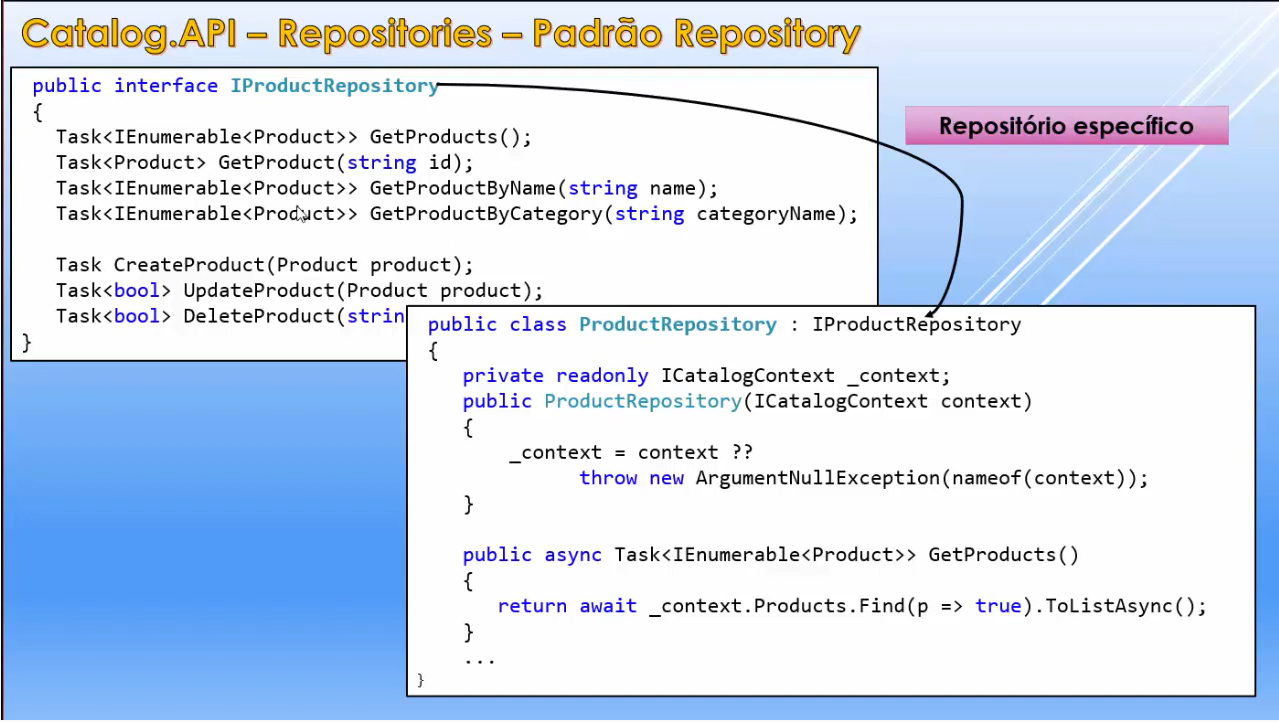 Catalog.API – Repositories – Padrão Repository
public interface IProductRepository
{
Task<IEnumerable<Product>> GetProducts();
Task<Product> GetProduct(string id);
Task<IEnumerable<Product>> GetProductByName(string name);
Task<IEnumerable<Product>> GetProductByCategory(string categoryName);
Task CreateProduct(Product product);
Task<bool> UpdateProduct(Product product);
Task<bool> DeleteProduct(strin
}
Repositório específico
public class ProductRepository : IProductRepository
{
private readonly ICatalogContext _context;
public ProductRepository(ICatalogContext context)
{
_context = context ??
throw new ArgumentNullException(nameof(context));
}
public async Task<IEnumerable<Product>> GetProducts()
{
return await _context.Products.Find(p => true).ToListAsync();
}
...
}